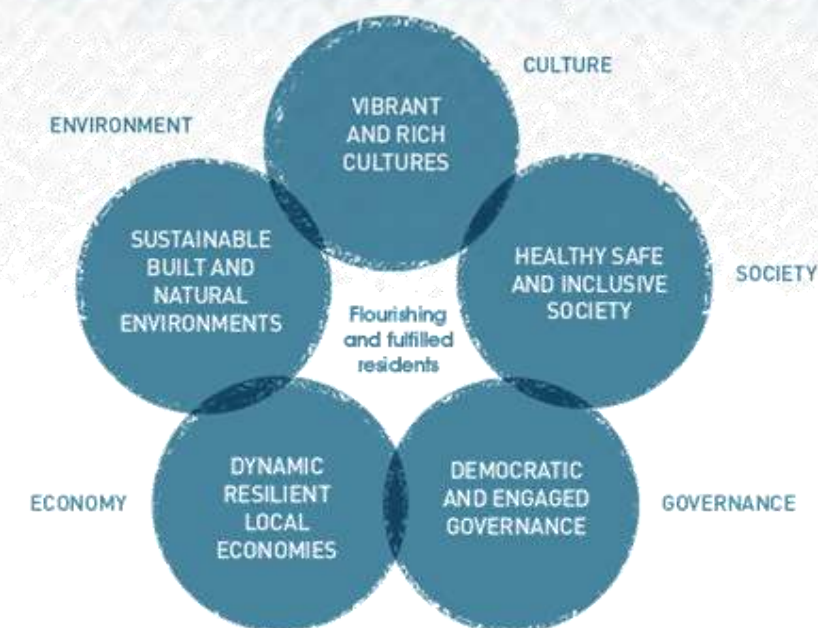 CULTURE
VIBRANT
AND RICH
CULTURES
ENVIRONMENT
SUSTAINABLE
BUILT AND
NATURAL
ENVIRONMENTS
HEALTHY SAFE
AND INCLUSIVE
SOCIETY
SOCIETY
Flourishing
and fulfilled
residents
ECONOMY
DYNAMIC
RESILIENT
LOCAL
ECONOMIES
DEMOCRATIC
AND ENGAGED
GOVERNANCE
GOVERNANCE